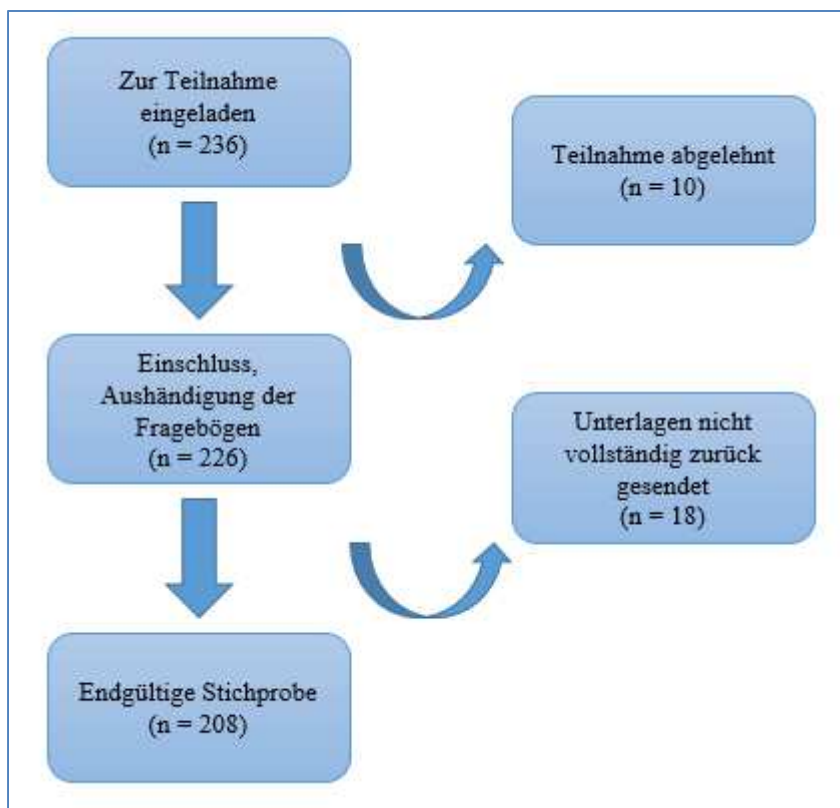 Zur Teilnahme
eingeladen
(n = 236)
Teilnahme abgelehnt
(n = 10)
Einschluss,
Aushändigung der
Fragebögen
(n = 226)
Unterlagen nicht
vollständig zurück
gesendet
(n = 18)
Endgültige Stichprobe
(n = 208)